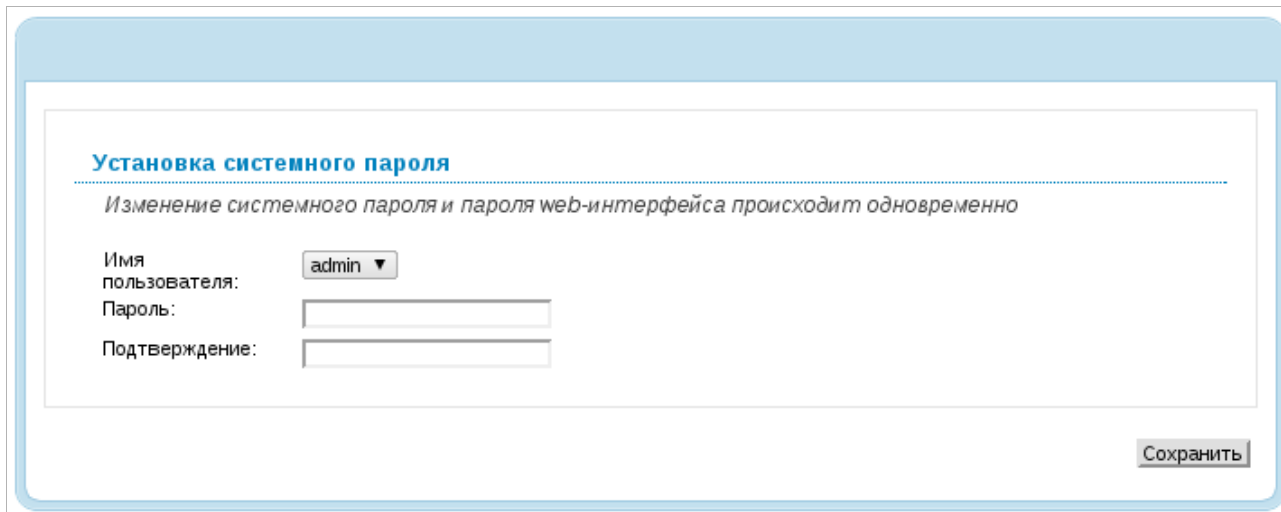 Установка системного пароля
Изменение системного пароля и пароля web-интерфейса происходит одновременно
Имя
пользователя:
admin ▼
Пароль:
Подтверждение:
Сохранить